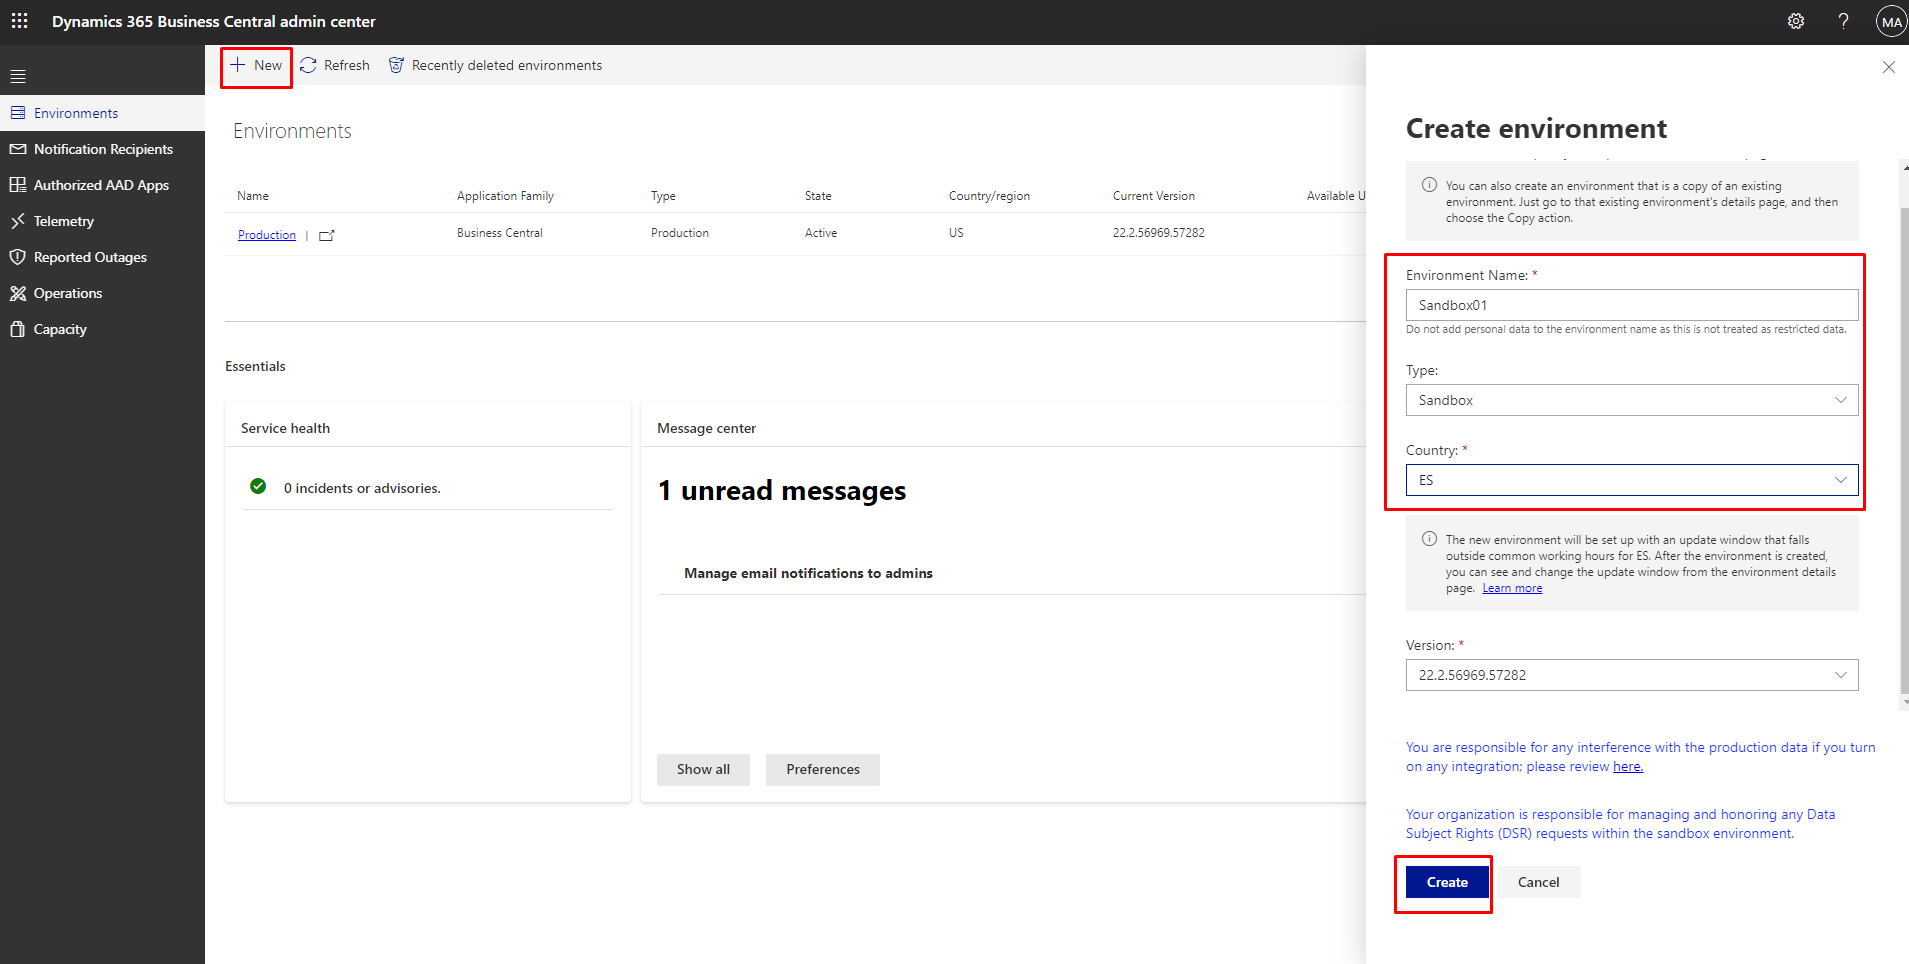 Dynamics 365 Business Central admin center
MA
New
Refresh
Recently deleted environments
Environments
Notification Recipients
Authorized AAD Apps
Telemetry
Reported Outages
Operations
Capacity
Environments
Name Application Family Type State Country/region Current Version Available U
Production | Business Central Production Active US 22.2.56969.57282
Essentials
Service health
0 incidents or advisories.
Message center
1 unread messages
Manage email notifications to admins
Show all
Preferences
Create environment
You can also create an environment that is a copy of an existing
environment. Just go to that existing environment's details page, and then
choose the Copy action.
Environment Name: *
Sandbox01
Do not add personal data to the environment name as this is not treated as restricted data.
Type:
Sandbox
Country: *
ES
The new environment will be set up with an update window that falls
outside common working hours for ES. After the environment is created,
you can see and change the update window from the environment details
page. Learn more
Version: *
22.2.56969.57282
You are responsible for any interference with the production data if you turn
on any integration; please review here.
Your organization is responsible for managing and honoring any Data
Subject Rights (DSR) requests within the sandbox environment.
Create
Cancel